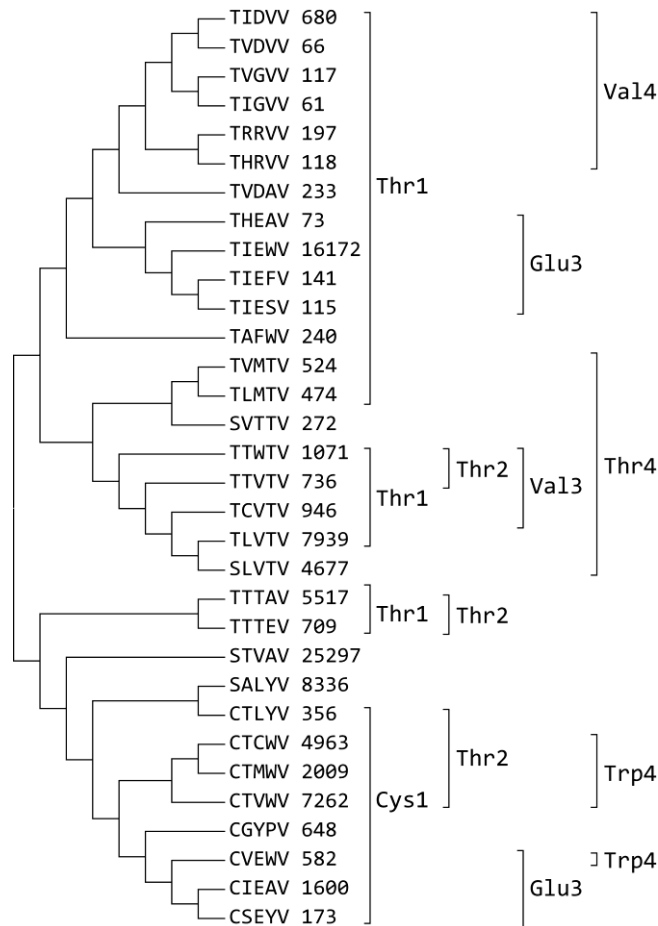 TIDVV 680
TVDVV 66
TVGVV 117
TIGVV 61
Val4
TRRVV 197
THRVV 118
TVDAV 233
Thr1
THEAV 73
TIEWV 16172
Glu3
TIEFV 141
TIESV 115
TAFWV 240
TVMTV 524
TLMTV 474
SVTTV 272
TTWTV 1071
Thr2
Thr4
TTVTV 736
Thr1
Val3
TCVTV 946
TLVTV 7939
SLVTV 4677
TTTAV 5517
Thr1
Thr2
TTTEV 709
STVAV 25297
SALYV 8336
CTLYV 356
CTCWV 4963
Thr2
CTMWV 2009
Trp4
CTVWV 7262
Cys1
CGYPV 648
CVEWV 582
Trp4
CIEAV 1600
Glu3
CSEYV 173